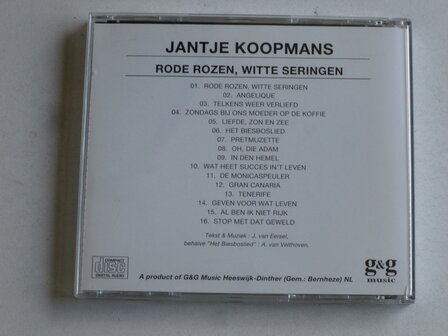 JANTJE KOOPMANS
RODE ROZEN, WITTE SERINGEN
01. RODE ROZEN, WITTE SERINGEN
02. ANGELIQUE
03. TELKENS WEER VERLIEFD
04. ZONDAGS BIJ ONS MOEDER OP DE KOFFIE
05. LIEFDE, ZON EN ZEE
06. HET BIESBOSLIED
07. PRETMUZETTE
08. OH, DIE ADAM
09. IN DEN HEMEL
10. WAT HEET SUCCES IN'T LEVEN
11. DE MONICASPEULER
12. GRAN CANARIA
13. TENERIFE
14. GEVEN VOOR WAT LEVEN
15. AL BEN IK NIET RIJK
16. STOP MET DAT GEWELD
Tekst & Muziek : J. van Eersel,
behalve "Het Biesboslied" : A. van Velthoven.
COMPACT
disc
DIGITAL AUDIO
A product of G&G Music Heeswijk-Dinther (Gem.: Bernheze) NL
g&g
music